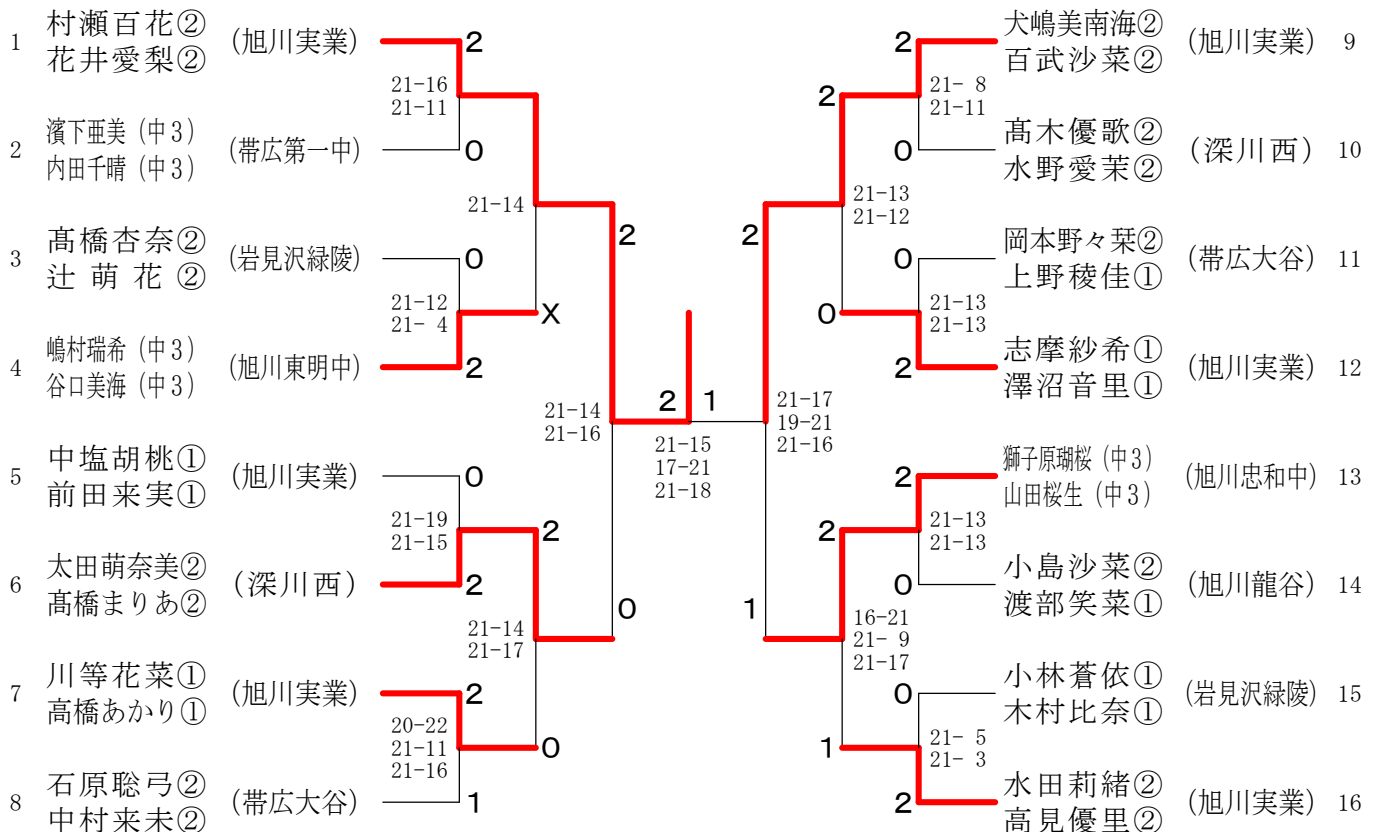 1 村瀬百花② 花井愛梨② (旭川実業) 2
21-16
21-11
2 濱下亜美 (中3) 内田千晴 (中3) (帯広第一中) 0
21-14
2
3 髙橋杏奈② 辻 萌 花 ② (岩見沢緑陵) 0
21-12
21- 4
X
4 嶋村瑞希 (中3) 谷口美海 (中3) (旭川東明中) 2
21-14
21-16
5 中塩胡桃① 前田来実① (旭川実業) 0
21-19
21-15
2
6 太田萌奈美② 髙橋まりあ② (深川西) 2
0
21-14
21-17
7 川等花菜① 高橋あかり① (旭川実業) 2
20-22
21-11
21-16
0
8 石原聡弓② 中村来未② (帯広大谷) 1
2 1
21-15
17-21
21-18
2 犬嶋美南海② 百武沙菜② (旭川実業) 9
2
21- 8
21-11
0 髙木優歌② 水野愛茉② (深川西) 10
2
21-13
21-12
0 岡本野々栞② 上野稜佳① (帯広大谷) 11
0
21-13
21-13
2 志摩紗希① 澤沼音里① (旭川実業) 12
21-17
19-21
21-16
2 獅子原瑚桜 (中3) 山田桜生 (中3) (旭川忠和中) 13
2
21-13
21-13
0 小島沙菜② 渡部笑菜① (旭川龍谷) 14
1
16-21
21- 9
21-17
0 小林蒼依① 木村比奈① (岩見沢緑陵) 15
1
21- 5
21- 3
2 水田莉緒② 高見優里② (旭川実業) 16